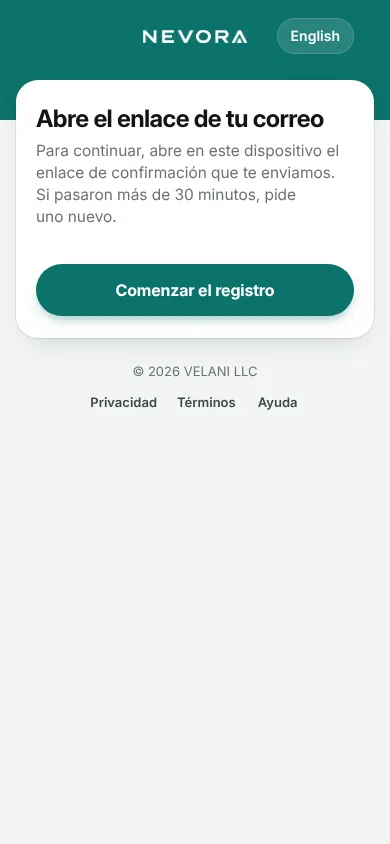 NEVORA
English
Abre el enlace de tu correo
Para continuar, abre en este dispositivo el
enlace de confirmación que te enviamos.
Si pasaron más de 30 minutos, pide
uno nuevo.
Comenzar el registro
© 2026 VELANI LLC
Privacidad Términos Ayuda